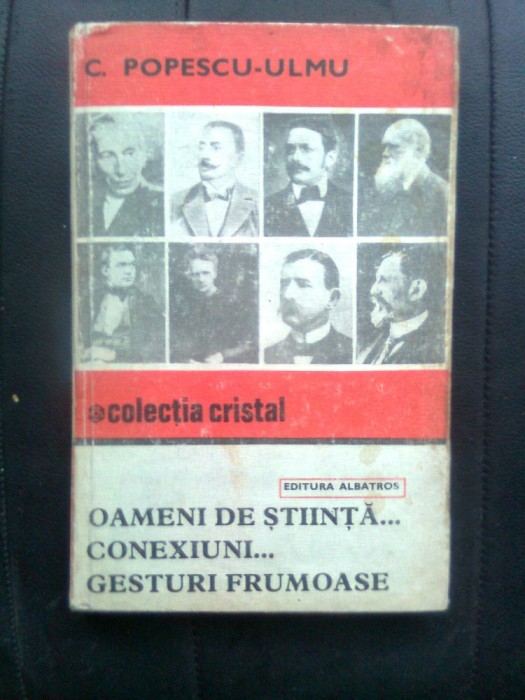 C. POPESCU-ULMU
colecția cristal
EDITURA ALBATROS
OAMENI DE ȘTIINȚĂ...
CONEXIUNI...
GESTURI FRUMOASE